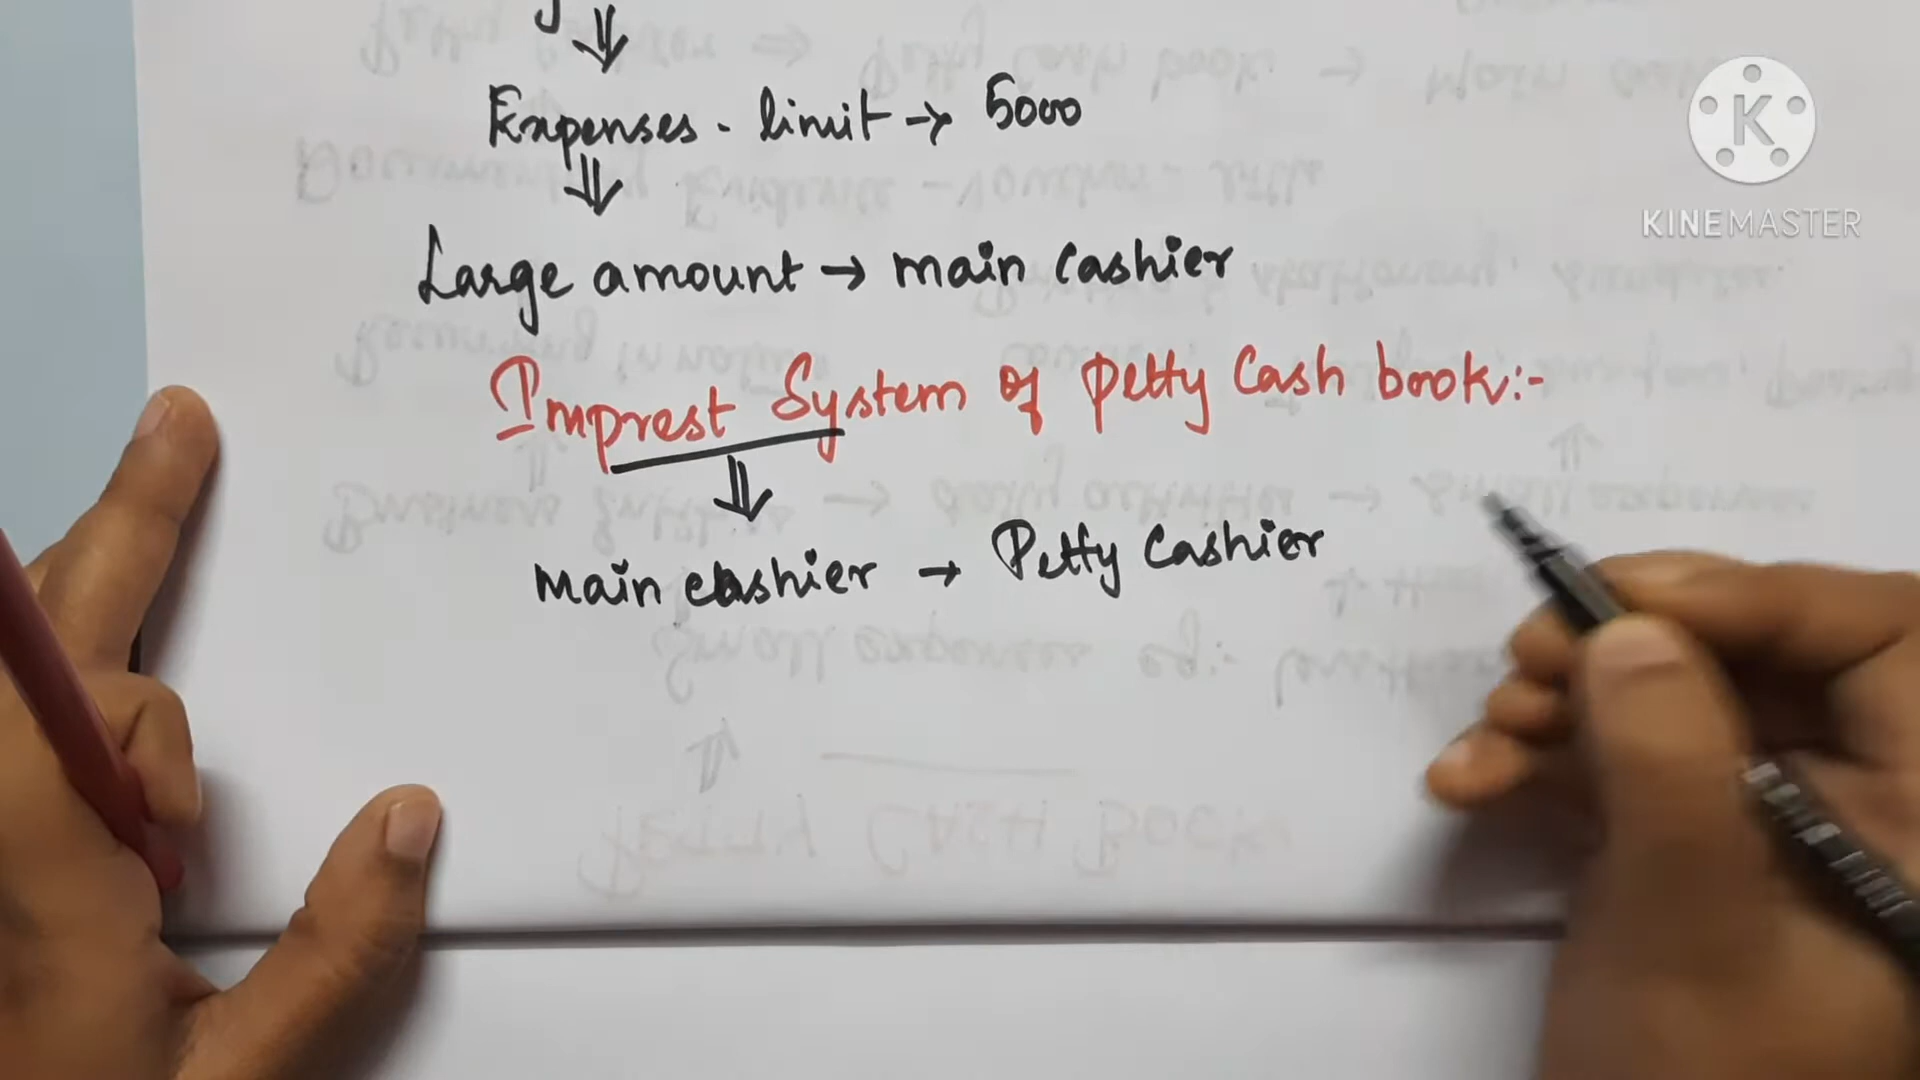 Expenses - limit → 5000
⇓
Large amount → main cashier
Imprest System of Petty Cash book:-
⇓
main cashier → Petty Cashier
K
KINEMASTER